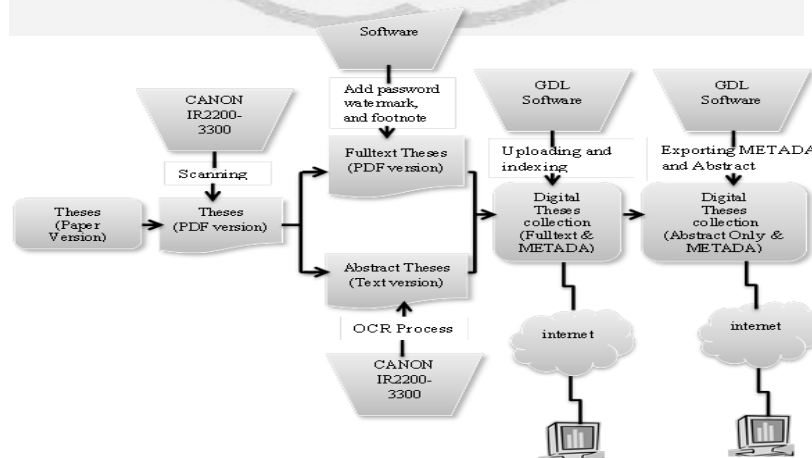 Software
Add password
watermark,
and footnote
CANON
IR2200-
3300
Scanning
GDL
Software
Uploading and
indexing
GDL
Software
Exporting METADA
and Abstract
Theses
(Paper
Version)
Theses
(PDF version)
Fulltext Theses
(PDF version)
Abstract Theses
(Text version)
Digital
Theses
collection
(Fulltext &
METADA)
Digital
Theses
collection
(Abstract Only &
METADA)
OCR Process
CANON
IR2200-
3300
internet
internet